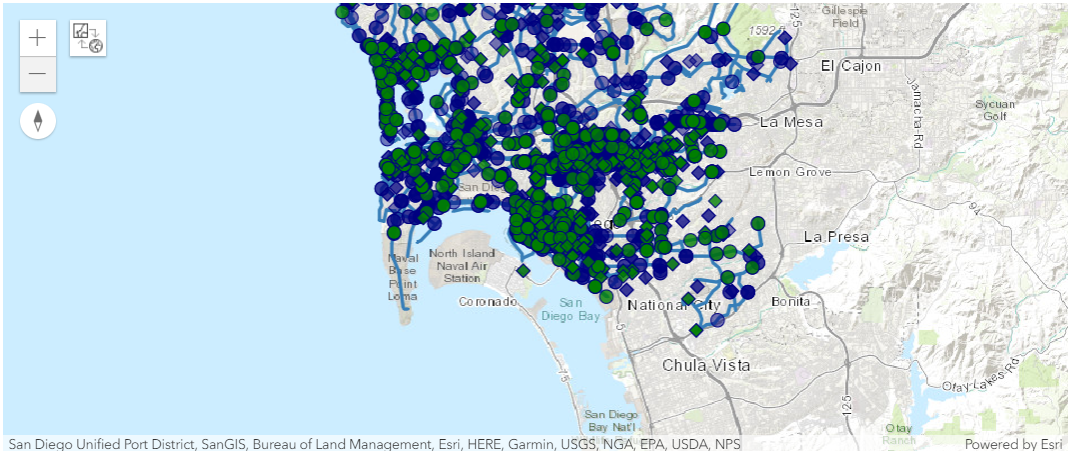 125
Gillespie
Field
1592 ft
El Cajon
Jamacha-Rd
Sycuan
Golf
La Mesa
Lemon Grove
San Dieg
94
La Presa
Naval
Base
Point
Loma
North Island
Naval Air
Station
Coronado
San
Diego Bay
National City
Bonita
5
Chula Vista
75
Otay Lakes Rd
125
San Diego
Bay Nat'l
Otay
Ranch
San Diego Unified Port District, SanGIS, Bureau of Land Management, Esri, HERE, Garmin, USGS, NGA, EPA, USDA, NPS
Powered by Esri